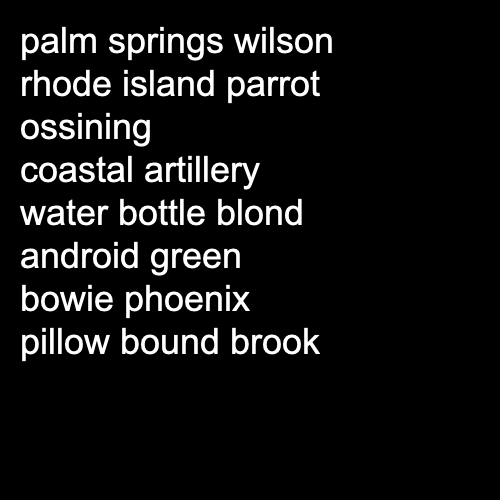 palm springs wilson
rhode island parrot
ossining
coastal artillery
water bottle blond
android green
bowie phoenix
pillow bound brook